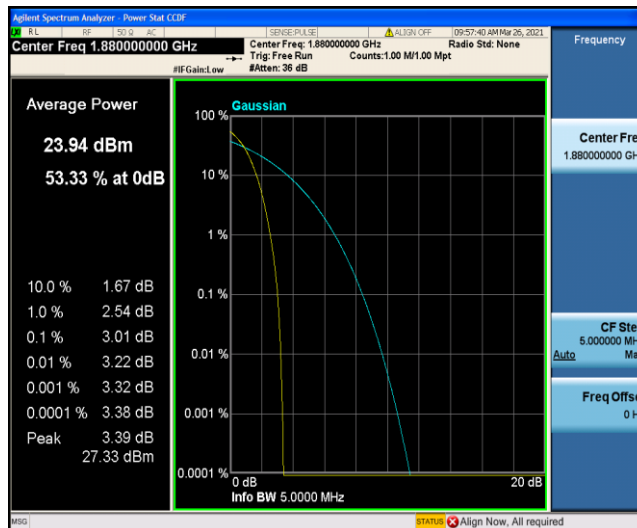 Agilent Spectrum Analyzer - Power Stat CCDF
RL RF 50 Ω AC SENSE:PULSE ALIGN OFF 09:57:40 AM Mar 26, 2021
Center Freq 1.880000000 GHz
Center Freq: 1.880000000 GHz Radio Std: None
Trig: Free Run Counts:1.00 M/1.00 Mpt
#IFGain:Low #Atten: 36 dB
Frequency
Average Power
23.94 dBm
53.33 % at 0dB
10.0 % 1.67 dB
1.0 % 2.54 dB
0.1 % 3.01 dB
0.01 % 3.22 dB
0.001 % 3.32 dB
0.0001 % 3.38 dB
Peak 3.39 dB
27.33 dBm
Gaussian
100 %
10 %
1 %
0.1 %
0.01 %
0.001 %
0.0001 %
0 dB 20 dB
Info BW 5.0000 MHz
Center Fre
1.880000000 GH
CF Ste
5.000000 MH
Auto Ma
Freq Offse
0 H
MSG STATUS Align Now, All required